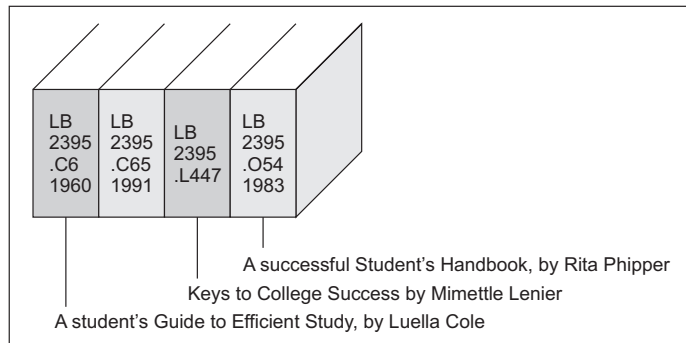 LB
2395
.C6
1960
LB
2395
.C65
1991
LB
2395
.L447
LB
2395
.O54
1983
A successful Student's Handbook, by Rita Phipper
Keys to College Success by Mimettle Lenier
A student's Guide to Efficient Study, by Luella Cole